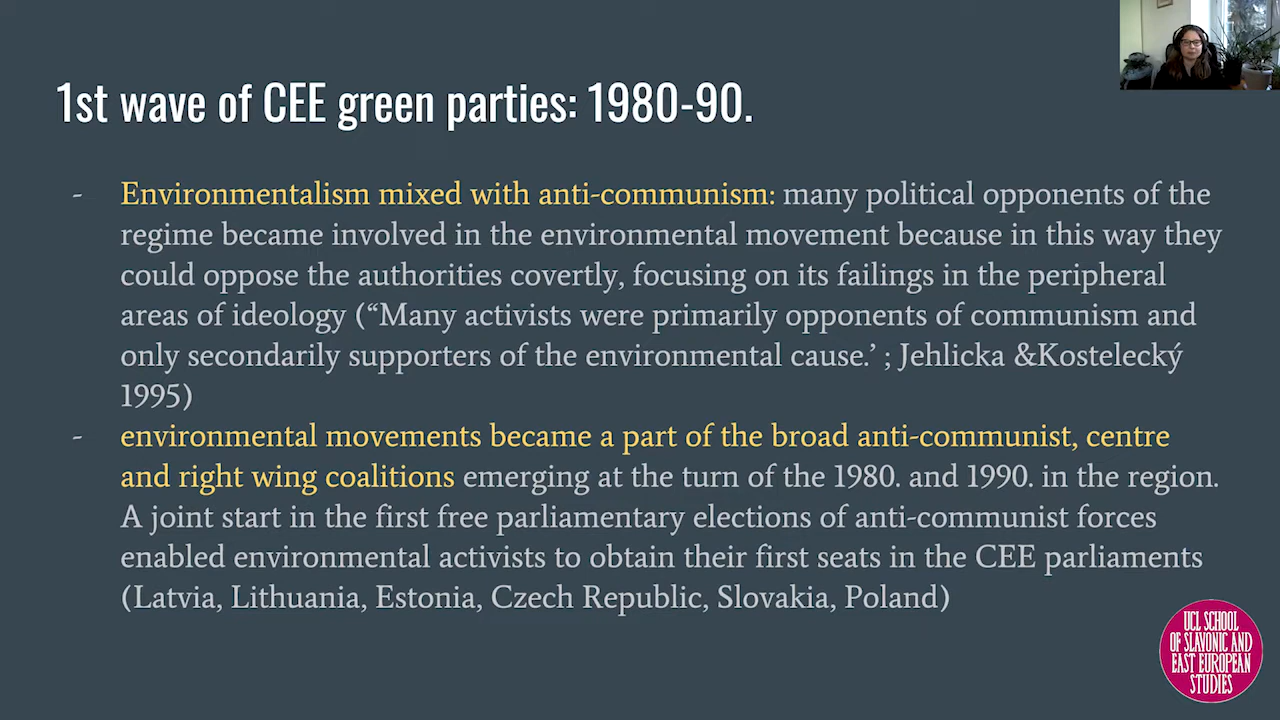 1st wave of CEE green parties: 1980-90.
- Environmentalism mixed with anti-communism: many political opponents of the
regime became involved in the environmental movement because in this way they
could oppose the authorities covertly, focusing on its failings in the peripheral
areas of ideology (“Many activists were primarily opponents of communism and
only secondarily supporters of the environmental cause.’ ; Jehlicka &Kostelecký
1995)
- environmental movements became a part of the broad anti-communist, centre
and right wing coalitions emerging at the turn of the 1980. and 1990. in the region.
A joint start in the first free parliamentary elections of anti-communist forces
enabled environmental activists to obtain their first seats in the CEE parliaments
(Latvia, Lithuania, Estonia, Czech Republic, Slovakia, Poland)
UCL SCHOOL
OF SLAVONIC AND
EAST EUROPEAN
STUDIES